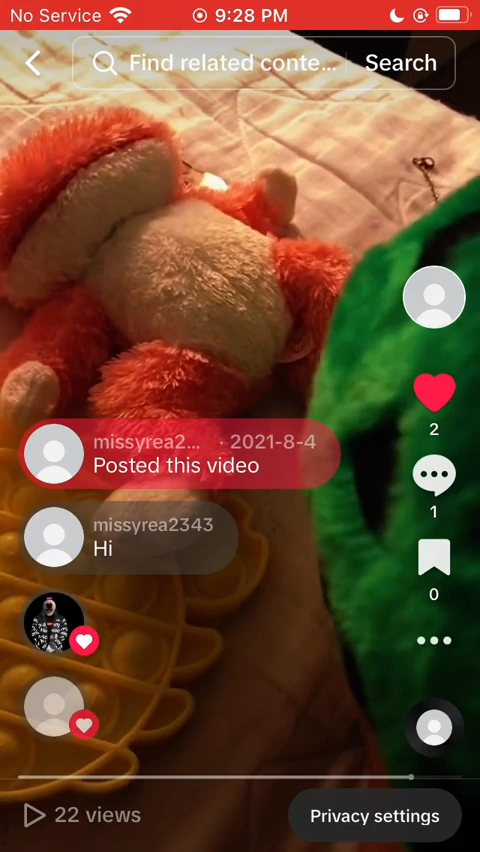 No Service 9:28 PM
Find related conte... Search
2
missyrea2... · 2021-8-4
Posted this video
1
missyrea2343
Hi
0
22 views
Privacy settings